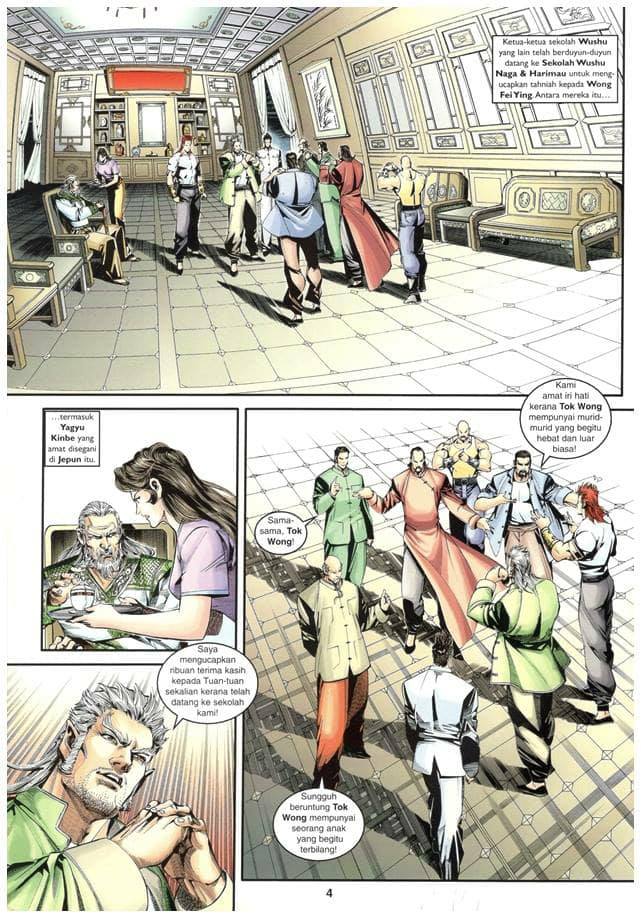 Ketua-ketua sekolah Wushu
yang lain telah berduyun-duyun
datang ke Sekolah Wushu
Naga & Harimau untuk meng-
ucapkan tahniah kepada Wong
Fei Ying. Antara mereka itu...
...termasuk
Yagyu
Kinbe yang
amat disegani
di Jepun itu.
Kami
amat iri hati
kerana Tok Wong
mempunyai murid-
murid yang begitu
hebat dan luar
biasa!
Sama-
sama, Tok
Wong!
Saya
mengucapkan
ribuan terima kasih
kepada Tuan-tuan
sekalian kerana telah
datang ke sekolah
kami!
Sungguh
beruntung Tok
Wong mempunyai
seorang anak
yang begitu
terbilang!
4